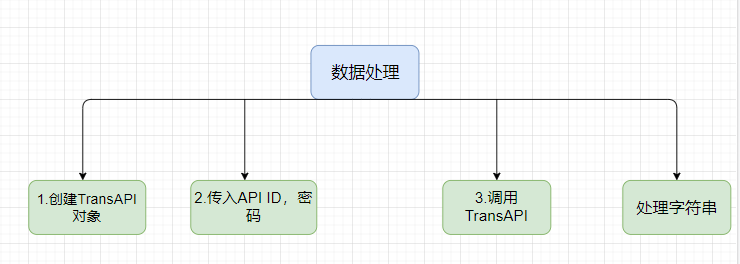 数据处理
1.创建TransAPI
对象
2.传入API ID，密
码
3.调用
TransAPI
处理字符串